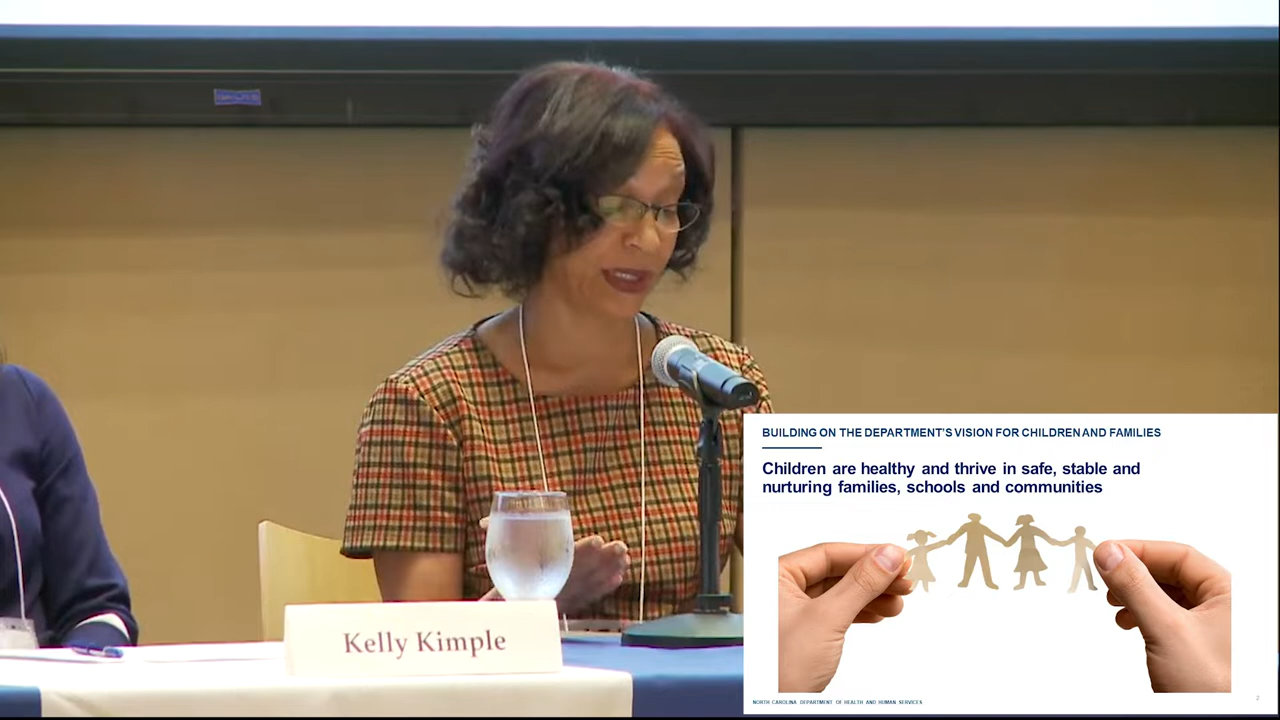 Kelly Kimple
BUILDING ON THE DEPARTMENT'S VISION FOR CHILDREN AND FAMILIES
Children are healthy and thrive in safe, stable and
nurturing families, schools and communities
NORTH CAROLINA DEPARTMENT OF HEALTH AND HUMAN SERVICES
2